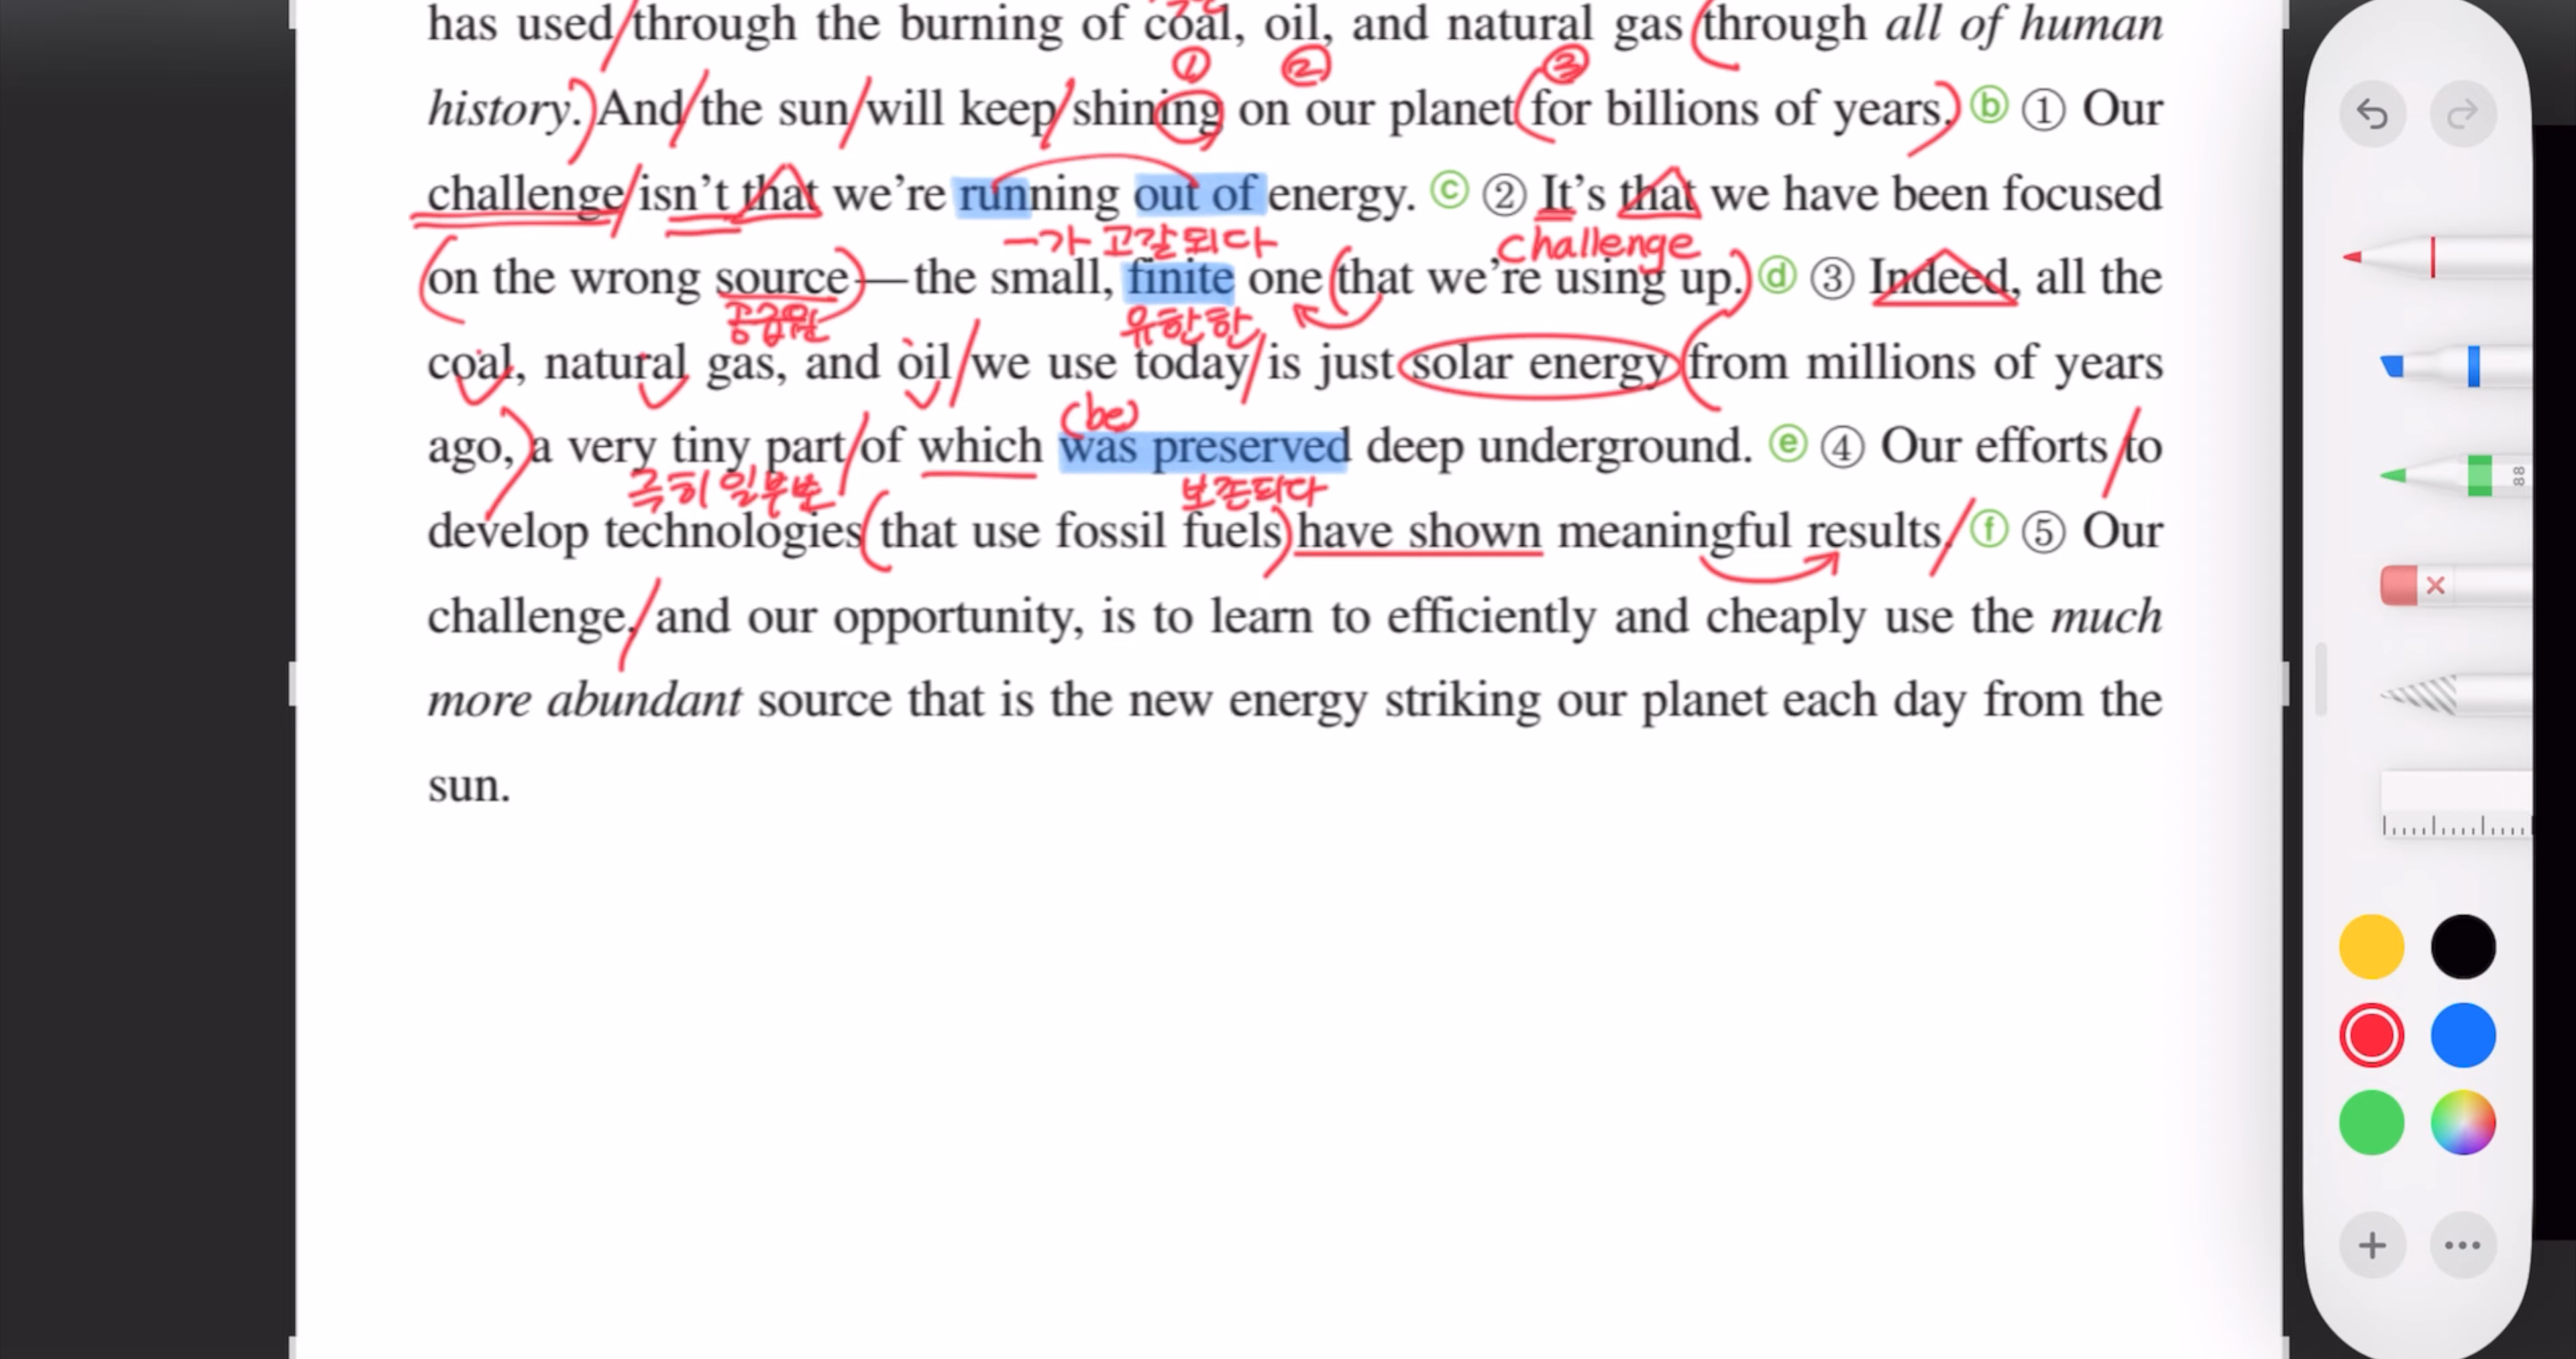 has used through the burning of coal, oil, and natural gas through all of human
① ② ③
history. And the sun will keep shining on our planet for billions of years. ⓑ ① Our
challenge isn't that we're running out of energy. ⓒ ② It's that we have been focused
~가 고갈되다 challenge
on the wrong source—the small, finite one that we're using up. ⓓ ③ Indeed, all the
공급원 유한한
coal, natural gas, and oil we use today is just solar energy from millions of years
(be)
ago, a very tiny part of which was preserved deep underground. ⓔ ④ Our efforts to
극히 일부분 보존되다
develop technologies that use fossil fuels have shown meaningful results. ⓕ ⑤ Our
challenge, and our opportunity, is to learn to efficiently and cheaply use the much
more abundant source that is the new energy striking our planet each day from the
sun.
88